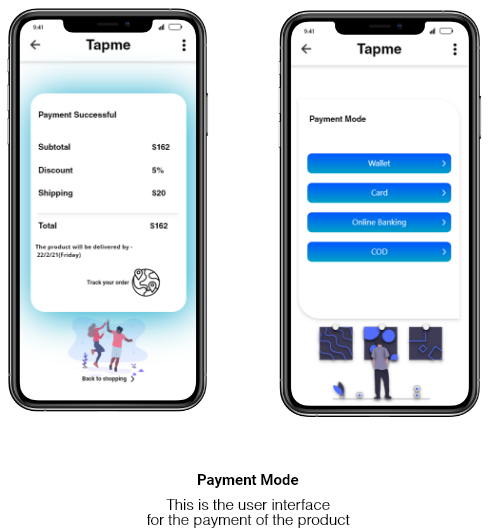 9:41
Tapme
Payment Successful
Subtotal $162
Discount 5%
Shipping $20
Total $162
The product will be delivered by -
22/2/21(Friday)
Track your order
Back to shopping
9:41
Tapme
Payment Mode
Wallet
Card
Online Banking
COD
Payment Mode
This is the user interface
for the payment of the product